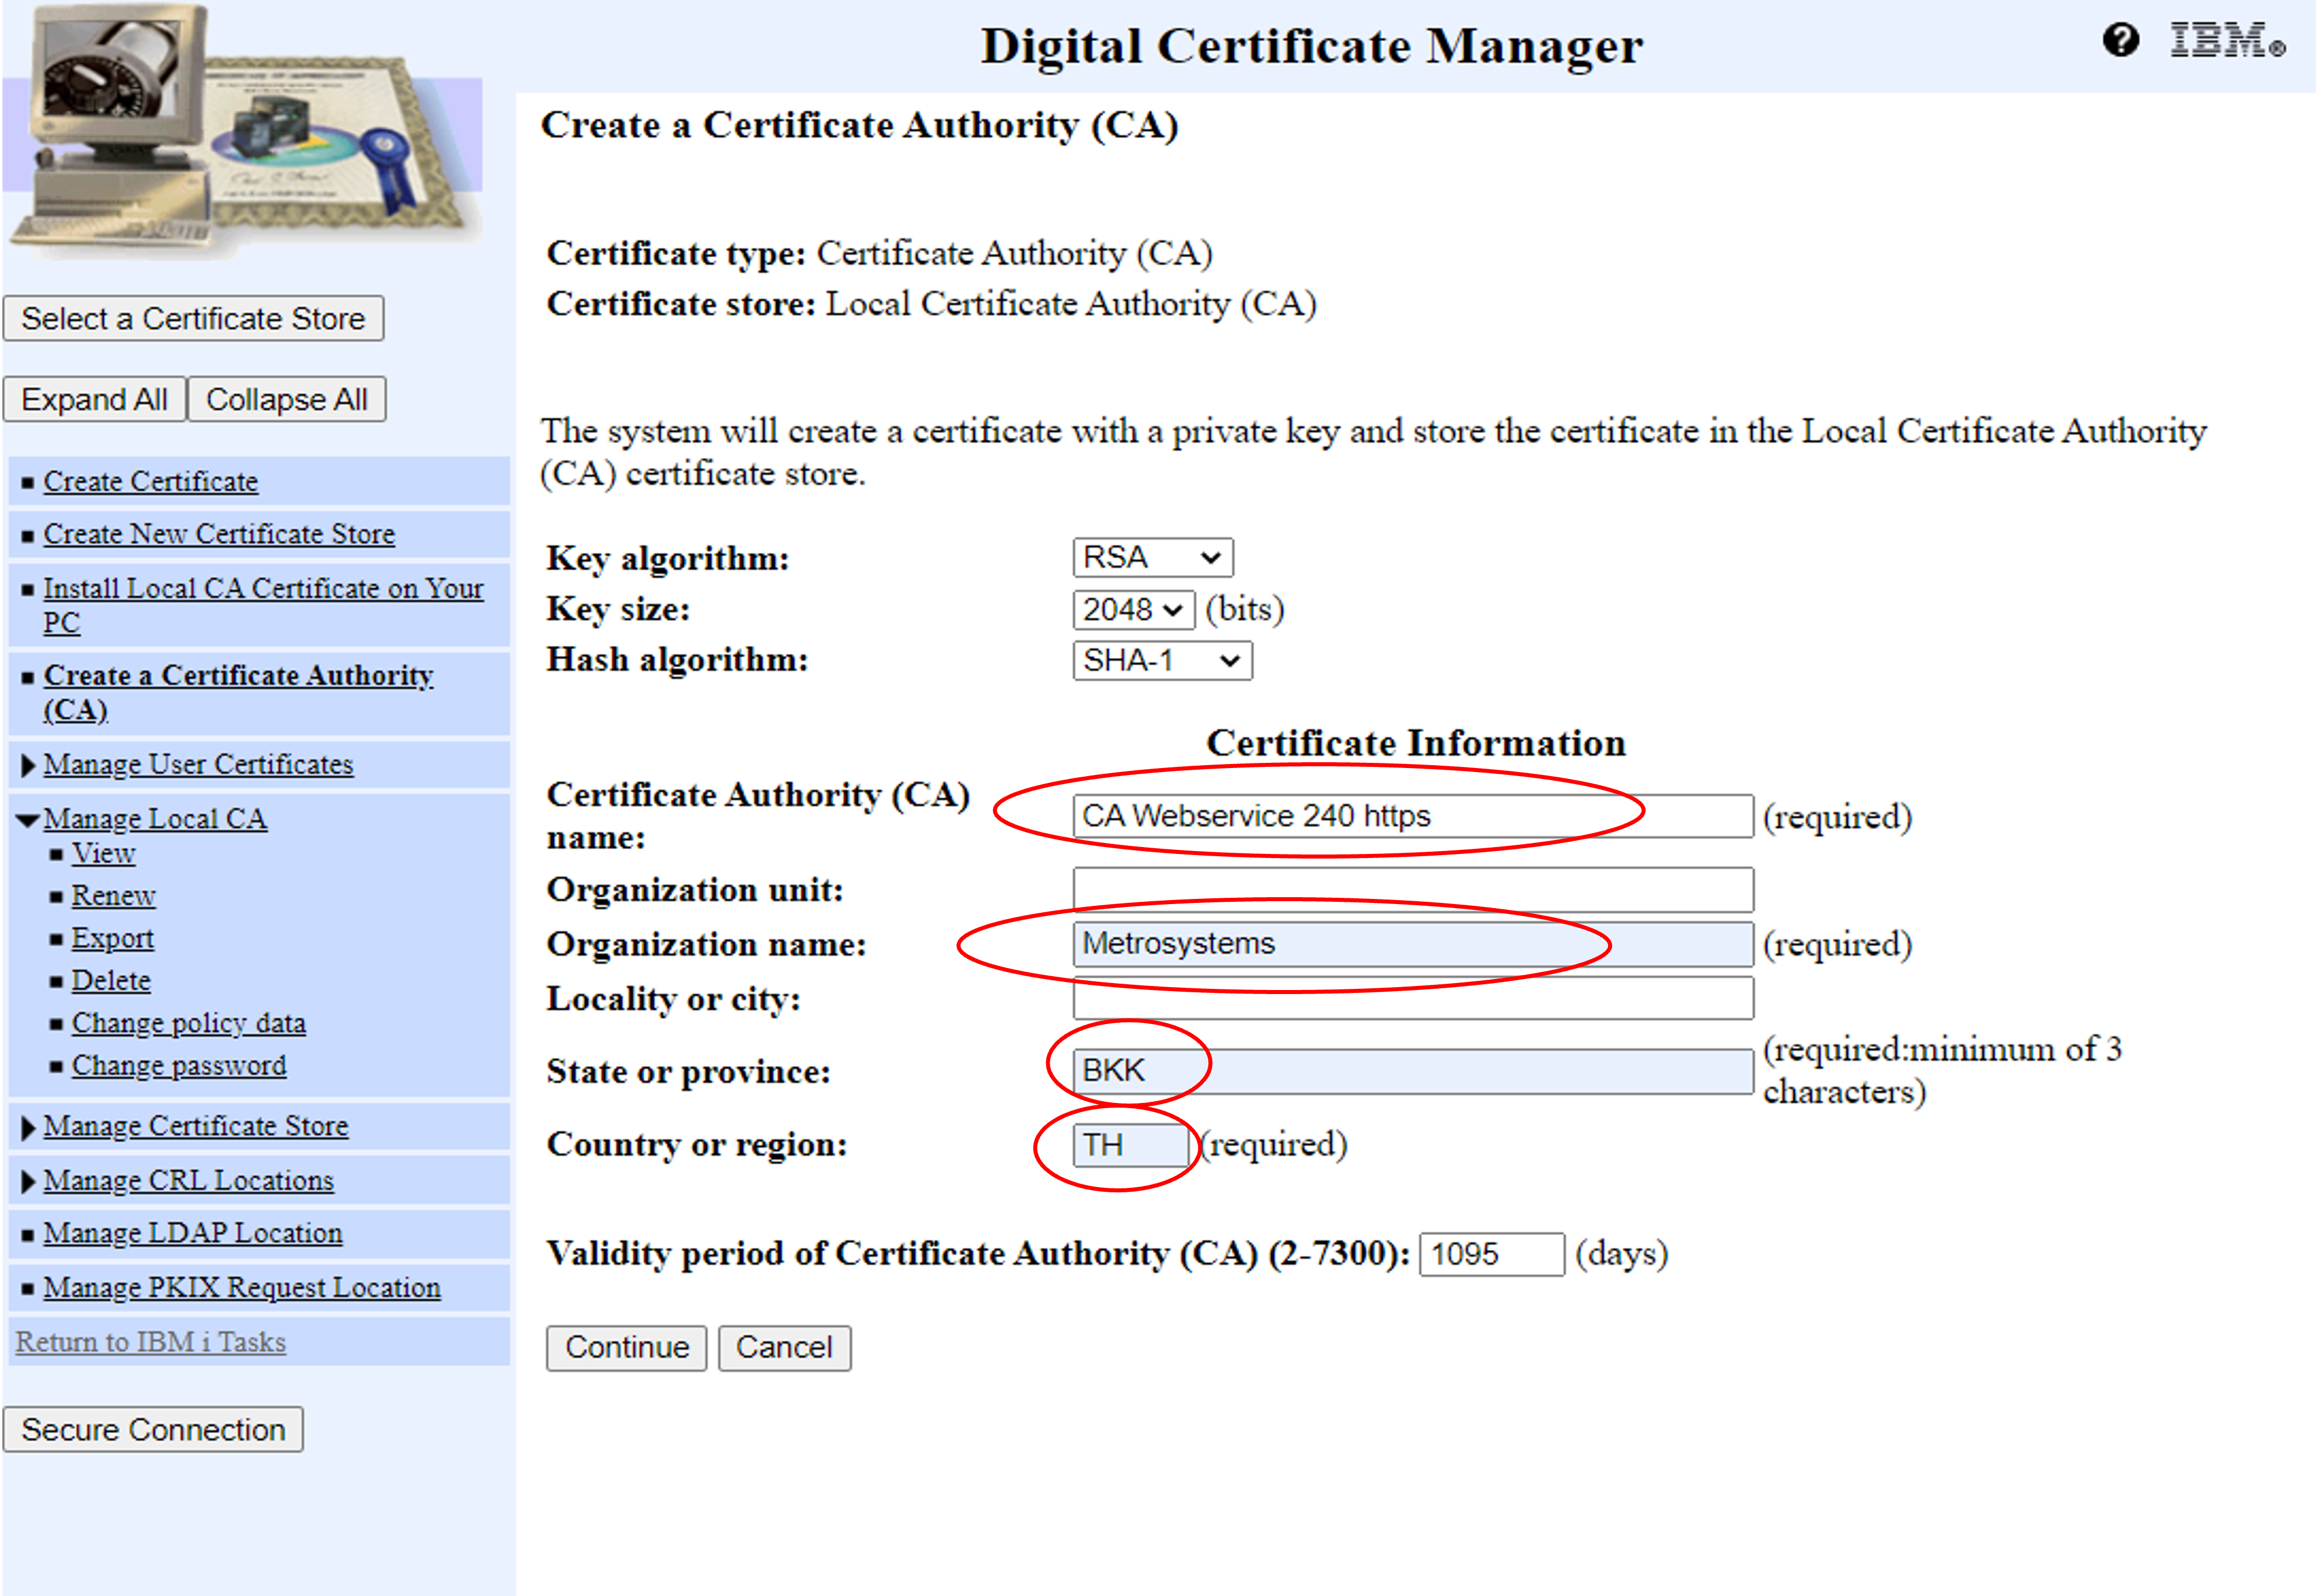 Digital Certificate Manager
IBM®
Select a Certificate Store
Expand All
Collapse All
Create Certificate
Create New Certificate Store
Install Local CA Certificate on Your
PC
Create a Certificate Authority
(CA)
Manage User Certificates
Manage Local CA
View
Renew
Export
Delete
Change policy data
Change password
Manage Certificate Store
Manage CRL Locations
Manage LDAP Location
Manage PKIX Request Location
Return to IBM i Tasks
Secure Connection
Create a Certificate Authority (CA)
Certificate type: Certificate Authority (CA)
Certificate store: Local Certificate Authority (CA)
The system will create a certificate with a private key and store the certificate in the Local Certificate Authority
(CA) certificate store.
Key algorithm: RSA
Key size: 2048 (bits)
Hash algorithm: SHA-1
Certificate Information
Certificate Authority (CA)
name: CA Webservice 240 https (required)
Organization unit:
Organization name: Metrosystems (required)
Locality or city:
State or province: BKK (required:minimum of 3
characters)
Country or region: TH (required)
Validity period of Certificate Authority (CA) (2-7300): 1095 (days)
Continue
Cancel